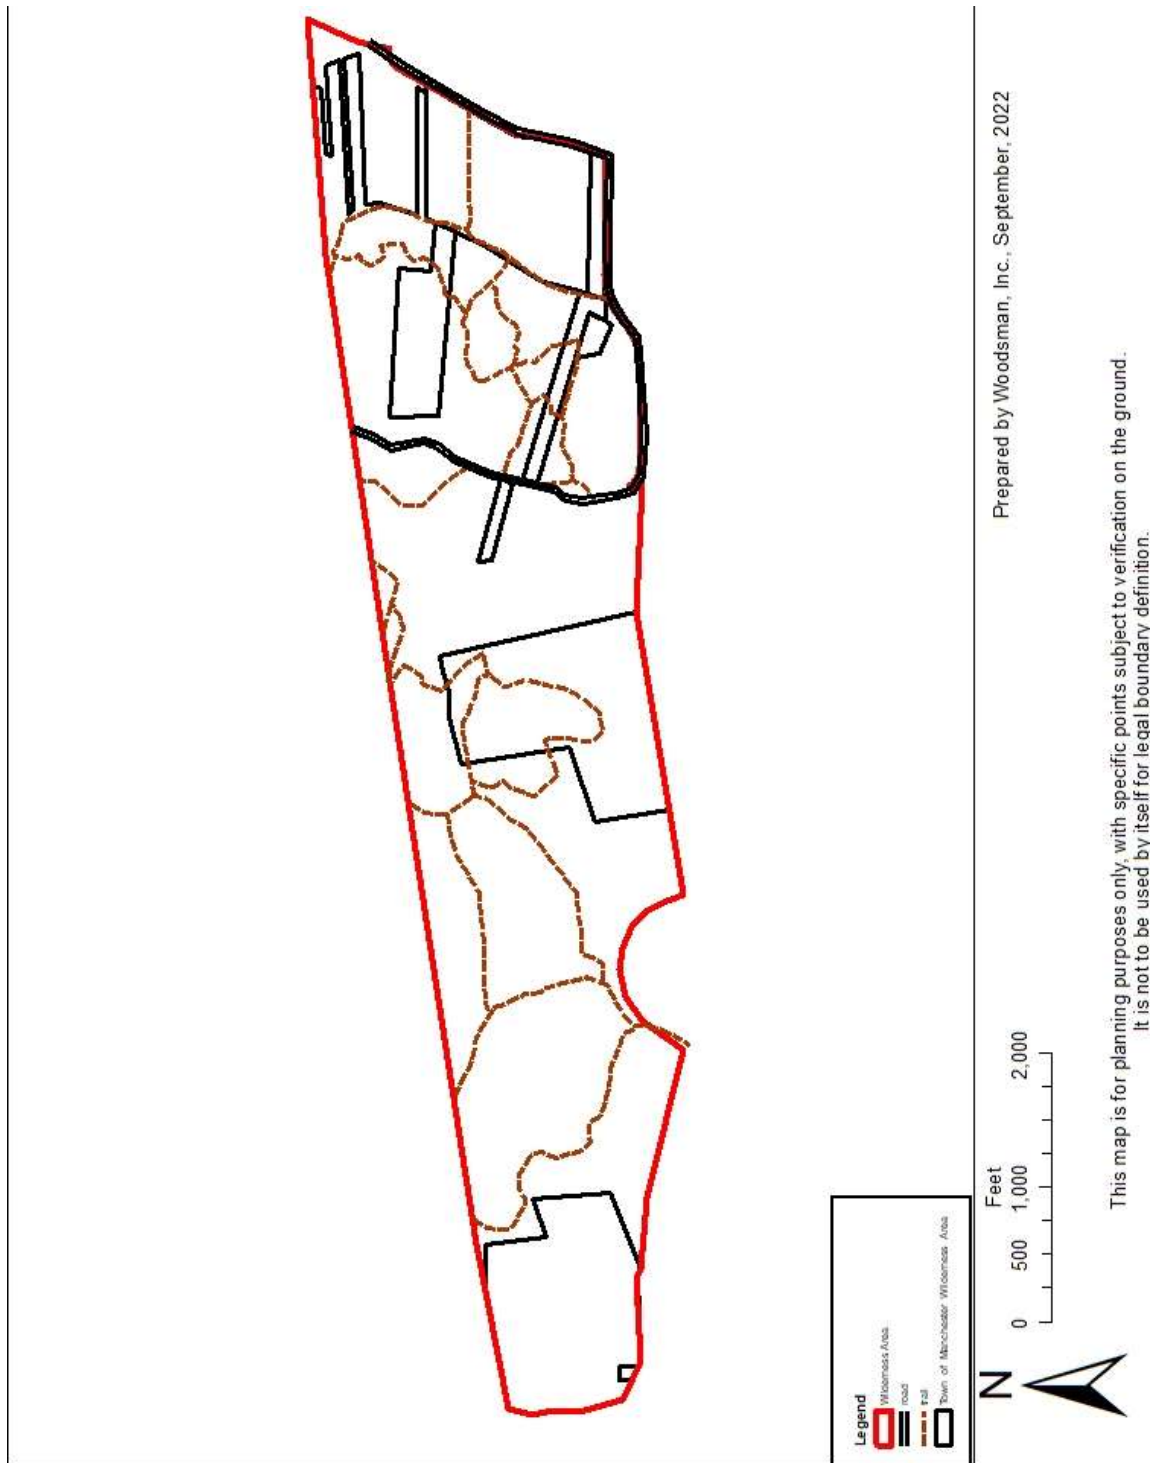 Prepared by Woodsman, Inc., September, 2022
This map is for planning purposes only, with specific points subject to verification on the ground.
It is not to be used by itself for legal boundary definition.
Feet
0 500 1,000 2,000
N
Legend
Wilderness Area
road
trail
Town of Manchester Wilderness Area